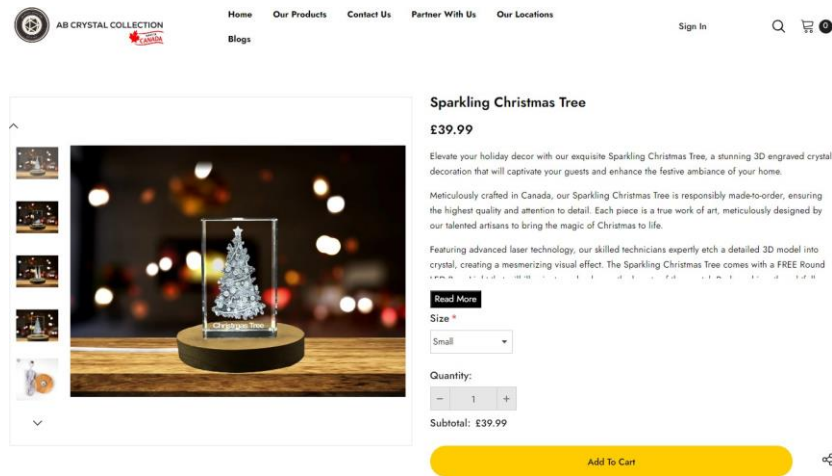 AB CRYSTAL COLLECTION
CANADA
Home Our Products Contact Us Partner With Us Our Locations
Blogs
Sign In
0
Sparkling Christmas Tree
£39.99
Elevate your holiday decor with our exquisite Sparkling Christmas Tree, a stunning 3D engraved crystal
decoration that will captivate your guests and enhance the festive ambiance of your home.
Meticulously crafted in Canada, our Sparkling Christmas Tree is responsibly made-to-order, ensuring
the highest quality and attention to detail. Each piece is a true work of art, meticulously designed by
our talented artisans to bring the magic of Christmas to life.
Featuring advanced laser technology, our skilled technicians expertly etch a detailed 3D model into
crystal, creating a mesmerizing visual effect. The Sparkling Christmas Tree comes with a FREE Round
Read More
Size *
Small
Christmas Tree
Quantity:
− 1 +
Subtotal: £39.99
Add To Cart